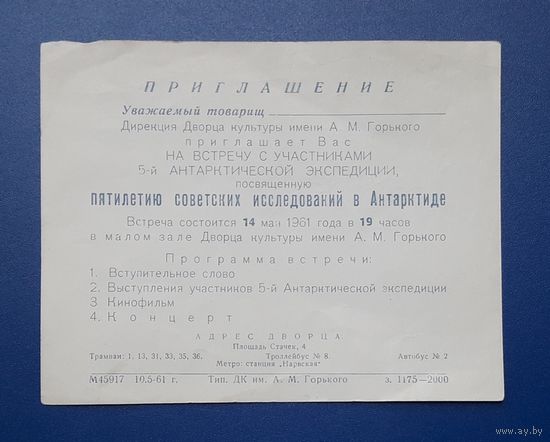 ПРИГЛАШЕНИЕ
Уважаемый товарищ
Дирекция Дворца культуры имени А. М. Горького
приглашает Вас
НА ВСТРЕЧУ С УЧАСТНИКАМИ
5-й АНТАРКТИЧЕСКОЙ ЭКСПЕДИЦИИ,
посвященную
пятилетию советских исследований в Антарктиде
Встреча состоится 14 мая 1961 года в 19 часов
в малом зале Дворца культуры имени А. М. Горького
Программа встречи:
1. Вступительное слово
2. Выступления участников 5-й Антарктической экспедиции
3 Кинофильм
4. Концерт
АДРЕС ДВОРЦА:
Площадь Стачек, 4
Трамваи: 1, 13, 31, 33, 35, 36. Троллейбус № 8. Автобус № 2
Метро: станция "Нарвская"
М45917 10.5-61 г. Тип. ДК им. А. М. Горького з. 1175—2000
www.ay.by